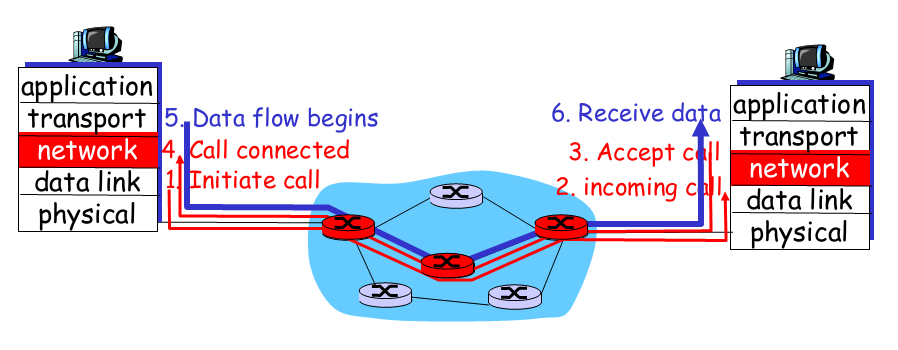 application
transport
network
data link
physical
5. Data flow begins
4. Call connected
1. Initiate call
6. Receive data
3. Accept call
2. incoming call
application
transport
network
data link
physical